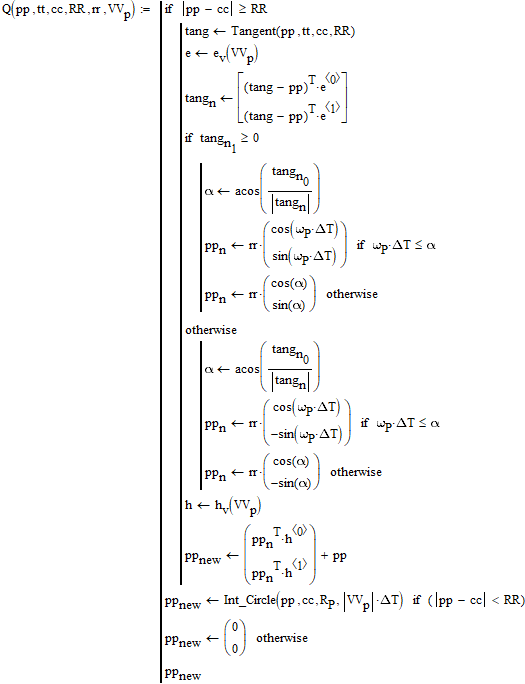 Q(pp,tt,cc,RR,rr,VV_p) := if |pp − cc| ≥ RR
tang ← Tangent(pp,tt,cc,RR)
e ← e_v(VV_p)
tang_n ← [ (tang − pp)^T·e^⟨0⟩
(tang − pp)^T·e^⟨1⟩ ]
if tang_n_1 ≥ 0
α ← acos( tang_n_0 / |tang_n| )
pp_n ← rr·( cos(ω_P·ΔT)
sin(ω_P·ΔT) ) if ω_P·ΔT ≤ α
pp_n ← rr·( cos(α)
sin(α) ) otherwise
otherwise
α ← acos( tang_n_0 / |tang_n| )
pp_n ← rr·( cos(ω_P·ΔT)
−sin(ω_P·ΔT) ) if ω_P·ΔT ≤ α
pp_n ← rr·( cos(α)
−sin(α) ) otherwise
h ← h_v(VV_p)
pp_new ← ( pp_n^T·h^⟨0⟩
pp_n^T·h^⟨1⟩ ) + pp
pp_new ← Int_Circle(pp,cc,R_P,|VV_p|·ΔT) if (|pp − cc| < RR)
pp_new ← ( 0
0 ) otherwise
pp_new